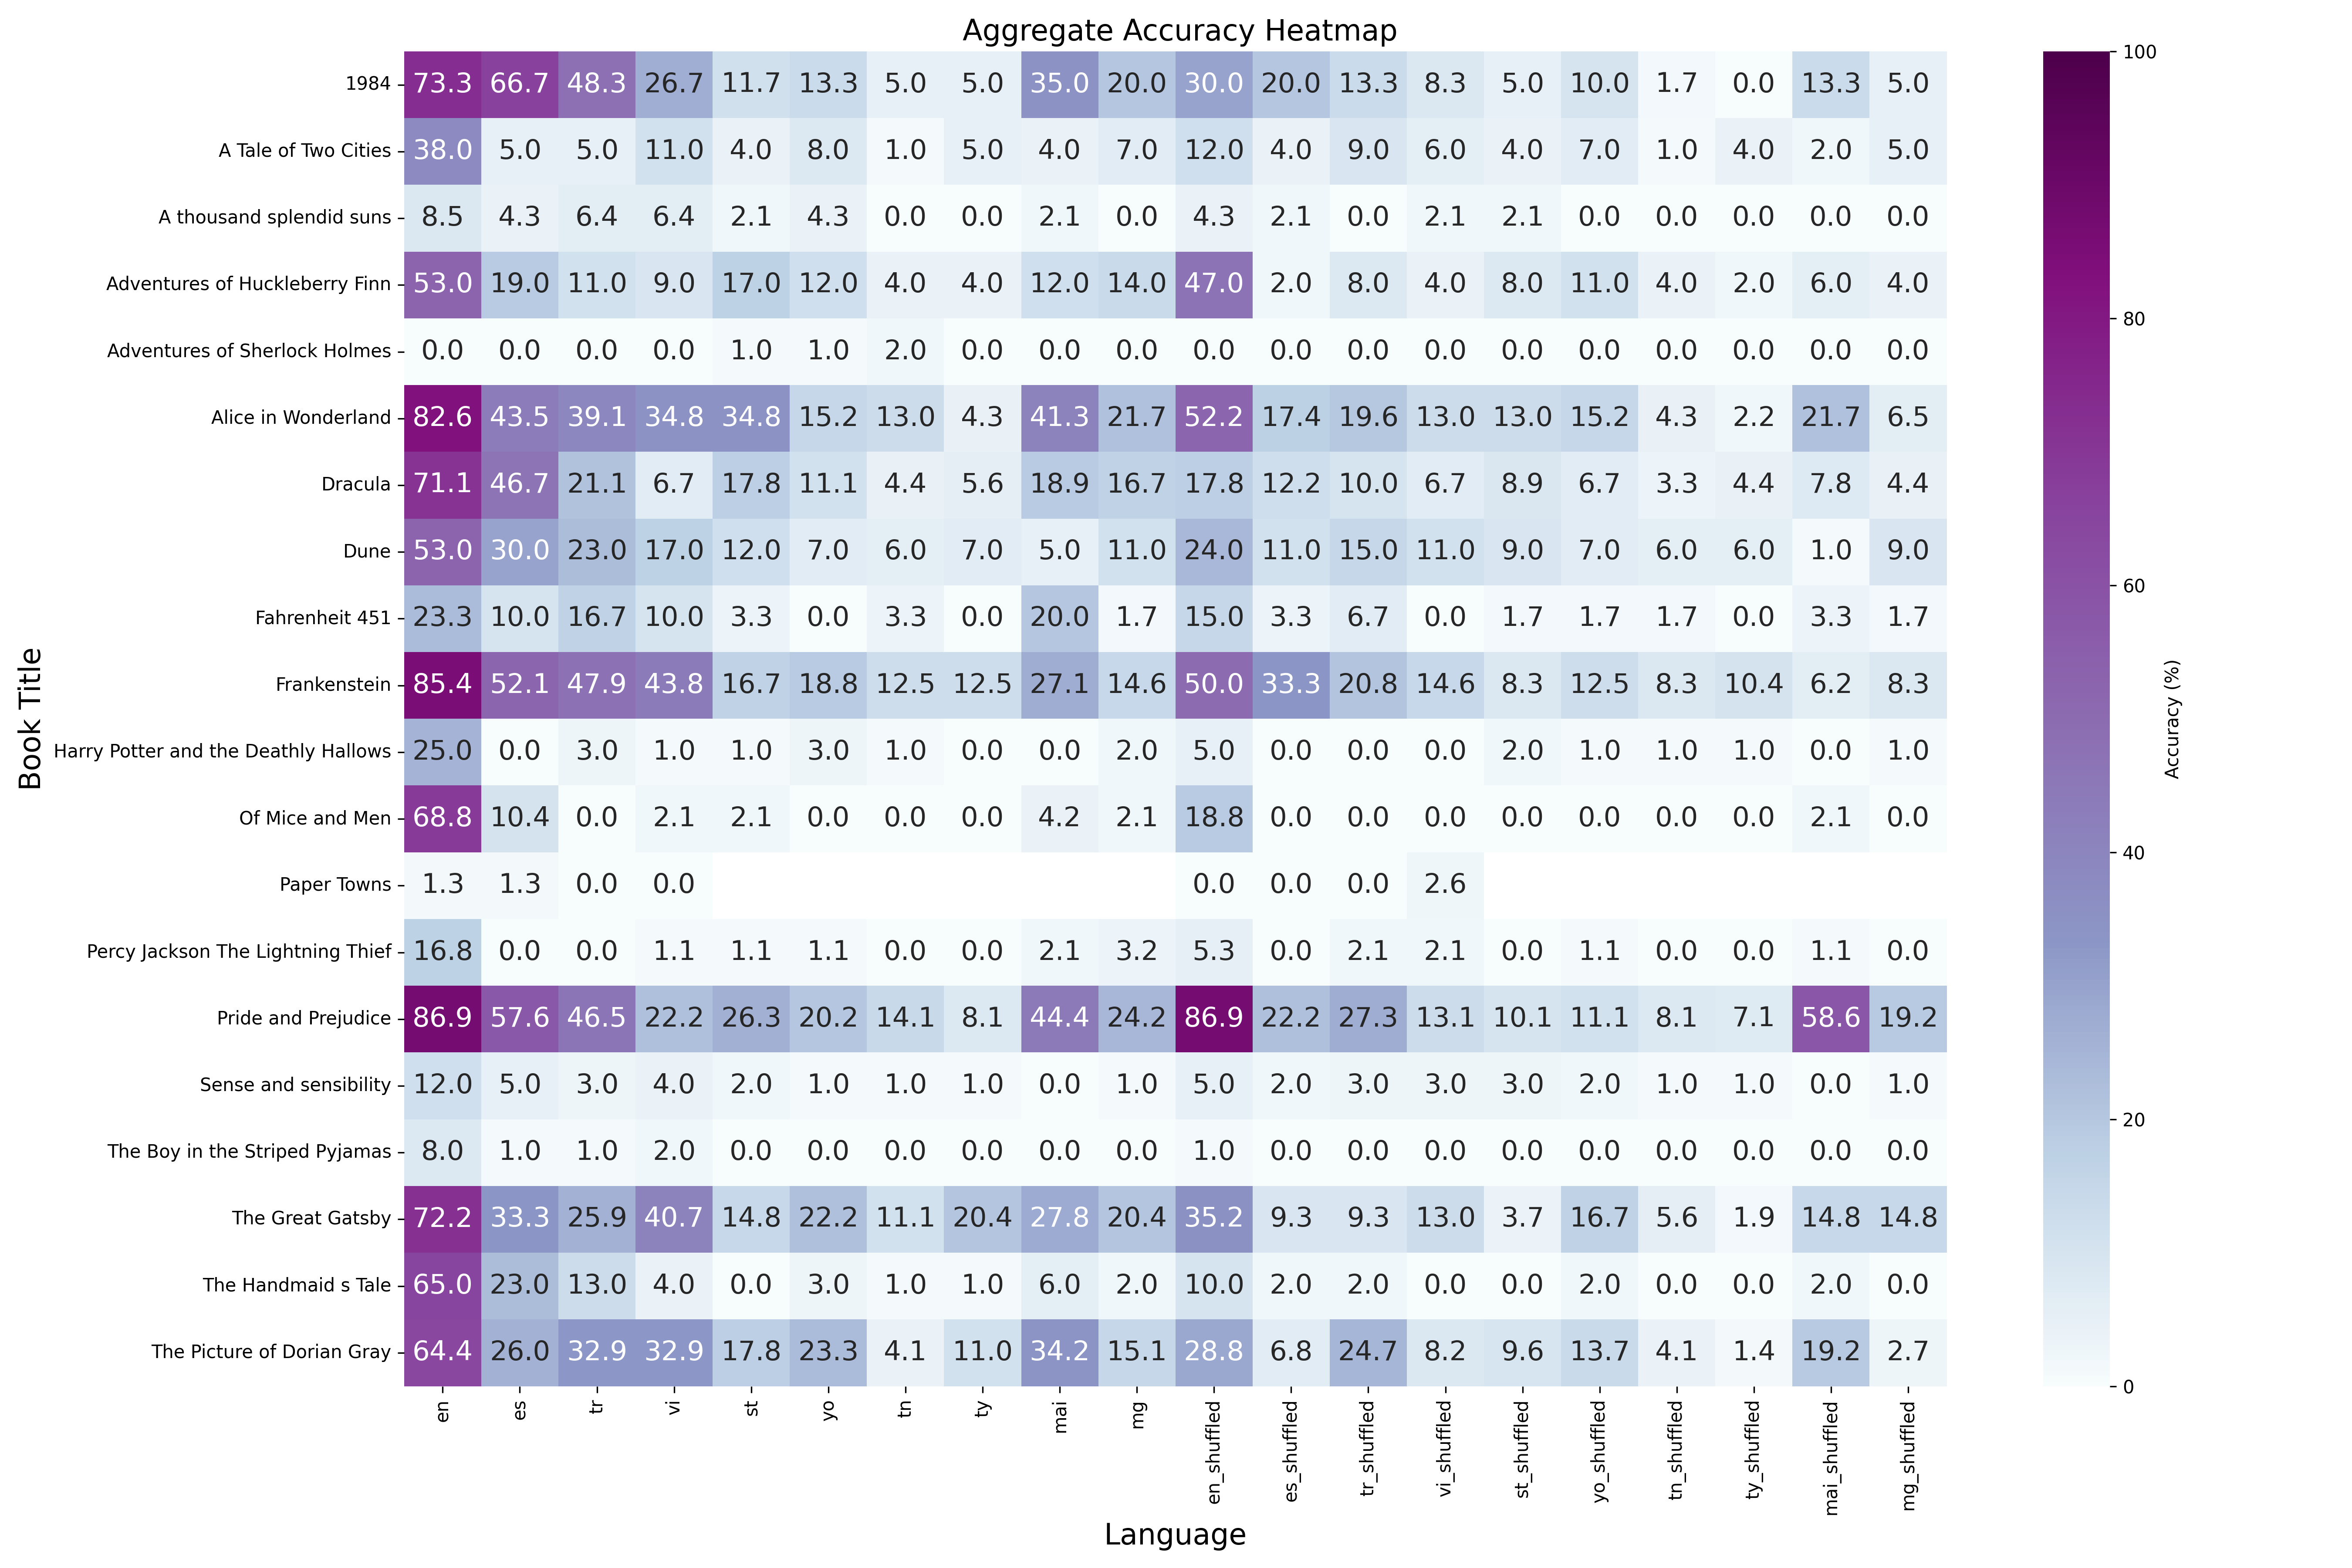 Aggregate Accuracy Heatmap
1984 73.3 66.7 48.3 26.7 11.7 13.3 5.0 5.0 35.0 20.0 30.0 20.0 13.3 8.3 5.0 10.0 1.7 0.0 13.3 5.0
A Tale of Two Cities 38.0 5.0 5.0 11.0 4.0 8.0 1.0 5.0 4.0 7.0 12.0 4.0 9.0 6.0 4.0 7.0 1.0 4.0 2.0 5.0
A thousand splendid suns 8.5 4.3 6.4 6.4 2.1 4.3 0.0 0.0 2.1 0.0 4.3 2.1 0.0 2.1 2.1 0.0 0.0 0.0 0.0 0.0
Adventures of Huckleberry Finn 53.0 19.0 11.0 9.0 17.0 12.0 4.0 4.0 12.0 14.0 47.0 2.0 8.0 4.0 8.0 11.0 4.0 2.0 6.0 4.0
Adventures of Sherlock Holmes 0.0 0.0 0.0 0.0 1.0 1.0 2.0 0.0 0.0 0.0 0.0 0.0 0.0 0.0 0.0 0.0 0.0 0.0 0.0 0.0
Alice in Wonderland 82.6 43.5 39.1 34.8 34.8 15.2 13.0 4.3 41.3 21.7 52.2 17.4 19.6 13.0 13.0 15.2 4.3 2.2 21.7 6.5
Dracula 71.1 46.7 21.1 6.7 17.8 11.1 4.4 5.6 18.9 16.7 17.8 12.2 10.0 6.7 8.9 6.7 3.3 4.4 7.8 4.4
Dune 53.0 30.0 23.0 17.0 12.0 7.0 6.0 7.0 5.0 11.0 24.0 11.0 15.0 11.0 9.0 7.0 6.0 6.0 1.0 9.0
Fahrenheit 451 23.3 10.0 16.7 10.0 3.3 0.0 3.3 0.0 20.0 1.7 15.0 3.3 6.7 0.0 1.7 1.7 1.7 0.0 3.3 1.7
Frankenstein 85.4 52.1 47.9 43.8 16.7 18.8 12.5 12.5 27.1 14.6 50.0 33.3 20.8 14.6 8.3 12.5 8.3 10.4 6.2 8.3
Harry Potter and the Deathly Hallows 25.0 0.0 3.0 1.0 1.0 3.0 1.0 0.0 0.0 2.0 5.0 0.0 0.0 0.0 2.0 1.0 1.0 1.0 0.0 1.0
Of Mice and Men 68.8 10.4 0.0 2.1 2.1 0.0 0.0 0.0 4.2 2.1 18.8 0.0 0.0 0.0 0.0 0.0 0.0 0.0 2.1 0.0
Paper Towns 1.3 1.3 0.0 0.0 0.0 0.0 0.0 2.6
Percy Jackson The Lightning Thief 16.8 0.0 0.0 1.1 1.1 1.1 0.0 0.0 2.1 3.2 5.3 0.0 2.1 2.1 0.0 1.1 0.0 0.0 1.1 0.0
Pride and Prejudice 86.9 57.6 46.5 22.2 26.3 20.2 14.1 8.1 44.4 24.2 86.9 22.2 27.3 13.1 10.1 11.1 8.1 7.1 58.6 19.2
Sense and sensibility 12.0 5.0 3.0 4.0 2.0 1.0 1.0 1.0 0.0 1.0 5.0 2.0 3.0 3.0 3.0 2.0 1.0 1.0 0.0 1.0
The Boy in the Striped Pyjamas 8.0 1.0 1.0 2.0 0.0 0.0 0.0 0.0 0.0 0.0 1.0 0.0 0.0 0.0 0.0 0.0 0.0 0.0 0.0 0.0
The Great Gatsby 72.2 33.3 25.9 40.7 14.8 22.2 11.1 20.4 27.8 20.4 35.2 9.3 9.3 13.0 3.7 16.7 5.6 1.9 14.8 14.8
The Handmaid s Tale 65.0 23.0 13.0 4.0 0.0 3.0 1.0 1.0 6.0 2.0 10.0 2.0 2.0 0.0 0.0 2.0 0.0 0.0 2.0 0.0
The Picture of Dorian Gray 64.4 26.0 32.9 32.9 17.8 23.3 4.1 11.0 34.2 15.1 28.8 6.8 24.7 8.2 9.6 13.7 4.1 1.4 19.2 2.7
en es tr vi st yo tn ty mai mg en_shuffled es_shuffled tr_shuffled vi_shuffled st_shuffled yo_shuffled tn_shuffled ty_shuffled mai_shuffled mg_shuffled
Language
Book Title
100
80
60
40
20
0
Accuracy (%)